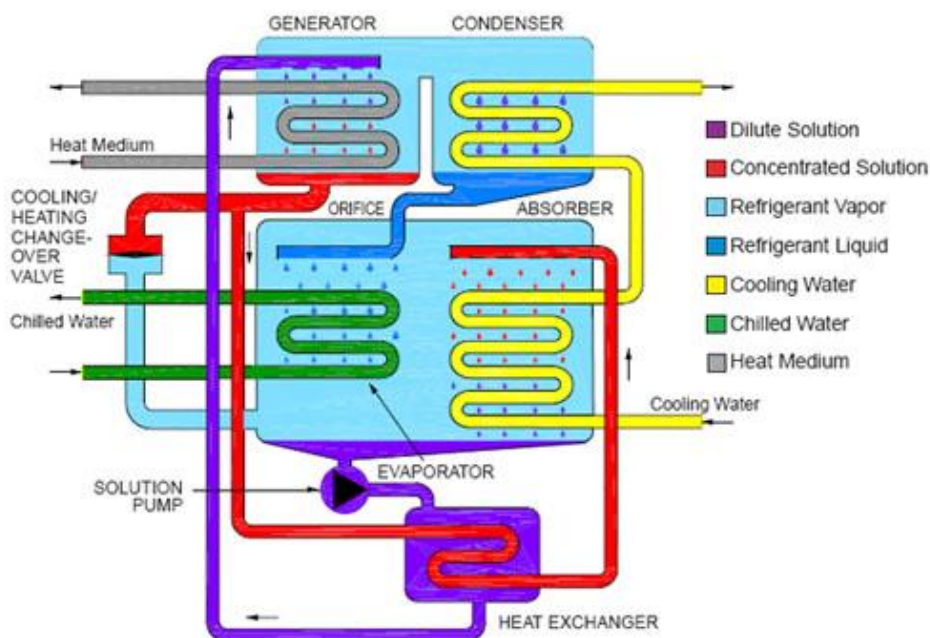 GENERATOR
CONDENSER
Heat Medium
COOLING/
HEATING
CHANGE-
OVER
VALVE
ORIFICE
ABSORBER
Chilled Water
Cooling Water
EVAPORATOR
SOLUTION
PUMP
HEAT EXCHANGER
Dilute Solution
Concentrated Solution
Refrigerant Vapor
Refrigerant Liquid
Cooling Water
Chilled Water
Heat Medium